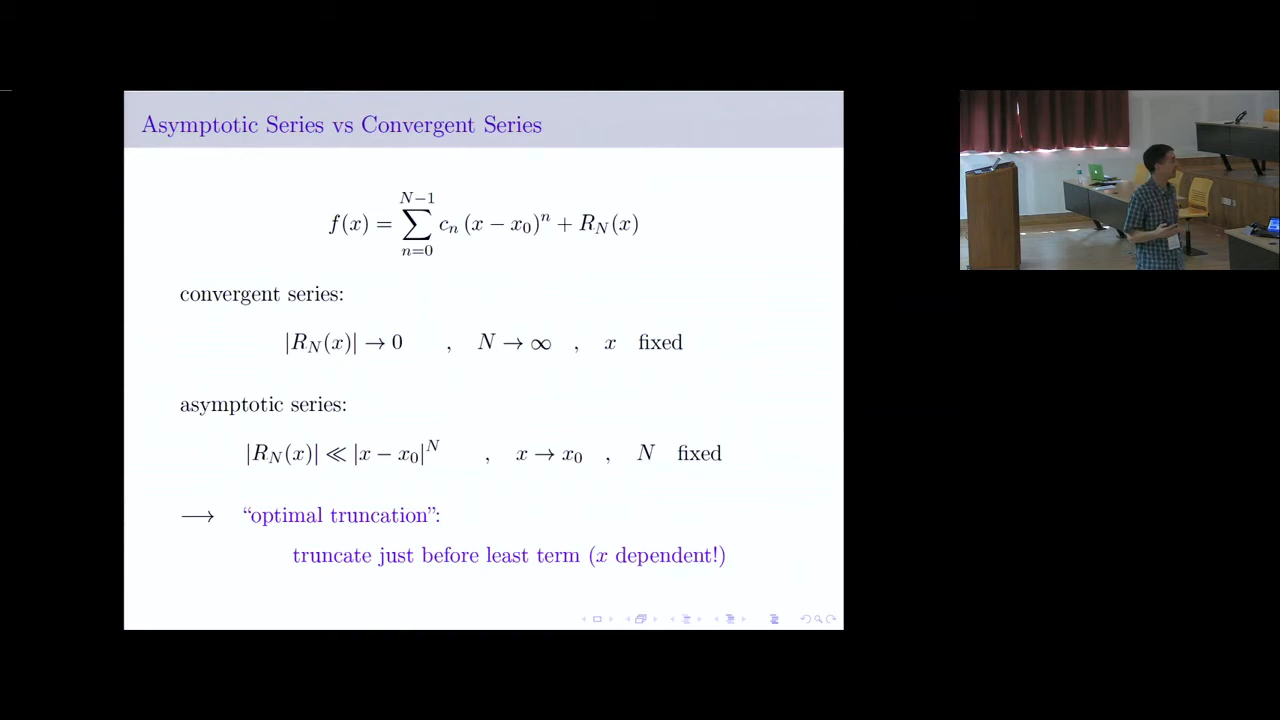 Asymptotic Series vs Convergent Series
f(x) = \sum_{n=0}^{N-1} c_n (x − x_0)^n + R_N(x)
convergent series:
|R_N(x)| → 0 , N → ∞ , x fixed
asymptotic series:
|R_N(x)| ≪ |x − x_0|^N , x → x_0 , N fixed
⟶ “optimal truncation”:
truncate just before least term (x dependent!)